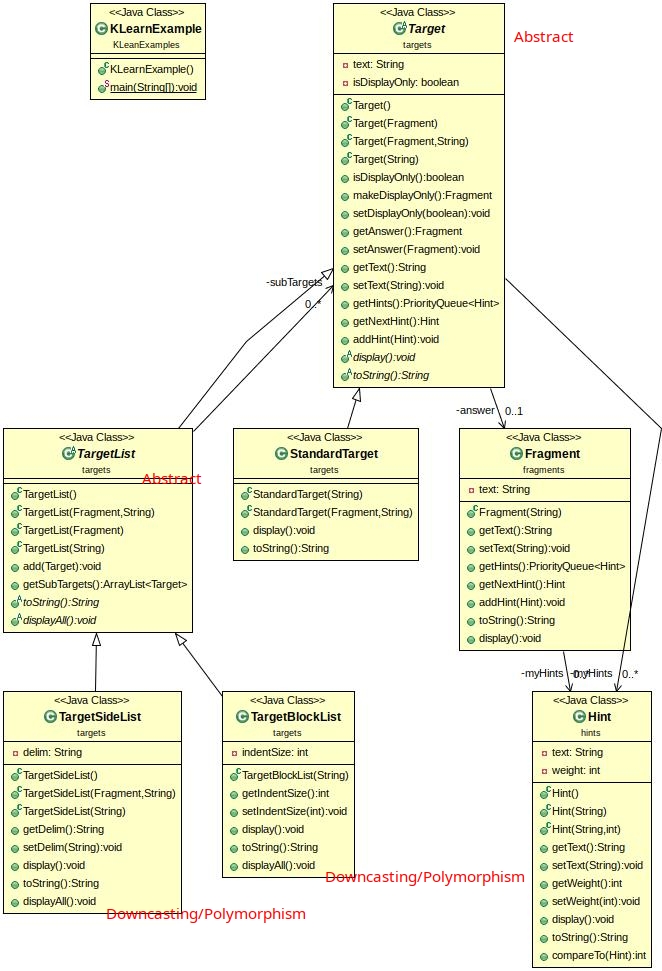 <<Java Class>>
KLearnExample
KLeanExamples
KLearnExample()
main(String[]):void
<<Java Class>>
Target
targets
text: String
isDisplayOnly: boolean
Target()
Target(Fragment)
Target(Fragment,String)
Target(String)
isDisplayOnly():boolean
makeDisplayOnly():Fragment
setDisplayOnly(boolean):void
getAnswer():Fragment
setAnswer(Fragment):void
getText():String
setText(String):void
getHints():PriorityQueue<Hint>
getNextHint():Hint
addHint(Hint):void
display():void
toString():String
Abstract
-subTargets
0..*
-answer 0..1
<<Java Class>>
TargetList
targets
Abstract
TargetList()
TargetList(Fragment,String)
TargetList(Fragment)
TargetList(String)
add(Target):void
getSubTargets():ArrayList<Target>
toString():String
displayAll():void
<<Java Class>>
StandardTarget
targets
StandardTarget(String)
StandardTarget(Fragment,String)
display():void
toString():String
<<Java Class>>
Fragment
fragments
text: String
Fragment(String)
getText():String
setText(String):void
getHints():PriorityQueue<Hint>
getNextHint():Hint
addHint(Hint):void
toString():String
display():void
-myHints 0..* -myHints 0..*
<<Java Class>>
TargetSideList
targets
delim: String
TargetSideList()
TargetSideList(Fragment,String)
TargetSideList(String)
getDelim():String
setDelim(String):void
display():void
toString():String
displayAll():void
Downcasting/Polymorphism
<<Java Class>>
TargetBlockList
targets
indentSize: int
TargetBlockList(String)
getIndentSize():int
setIndentSize(int):void
display():void
toString():String
displayAll():void
Downcasting/Polymorphism
<<Java Class>>
Hint
hints
text: String
weight: int
Hint()
Hint(String)
Hint(String,int)
getText():String
setText(String):void
getWeight():int
setWeight(int):void
display():void
toString():String
compareTo(Hint):int